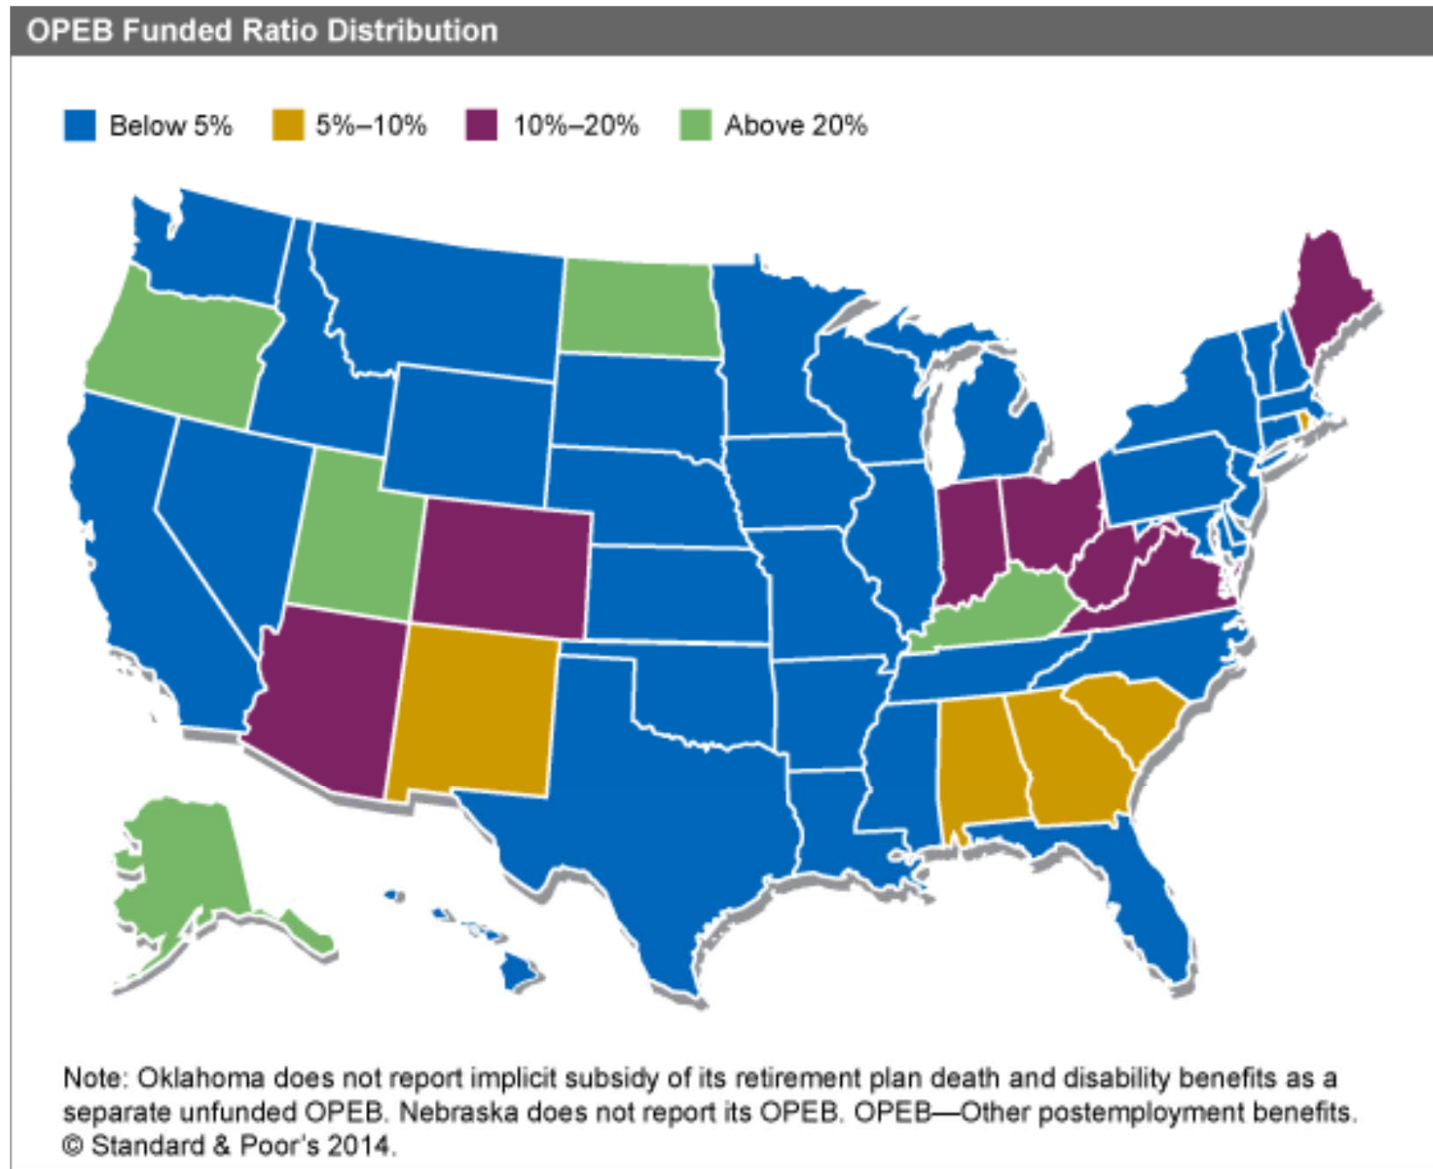 OPEB Funded Ratio Distribution
Below 5% 5%–10% 10%–20% Above 20%
Note: Oklahoma does not report implicit subsidy of its retirement plan death and disability benefits as a
separate unfunded OPEB. Nebraska does not report its OPEB. OPEB—Other postemployment benefits.
© Standard & Poor's 2014.